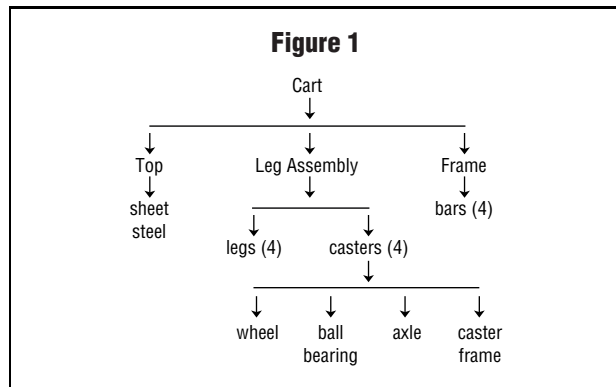 Figure 1
Cart
Top Leg Assembly Frame
sheet
steel
bars (4)
legs (4) casters (4)
wheel ball
bearing
axle caster
frame